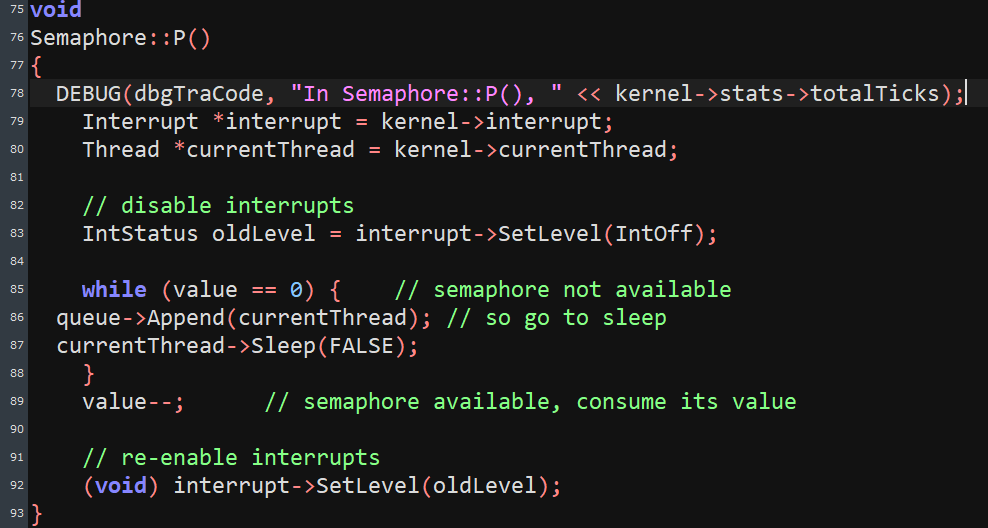 75 void
76 Semaphore::P()
77 {
78   DEBUG(dbgTraCode, "In Semaphore::P(), " << kernel->stats->totalTicks);
79     Interrupt *interrupt = kernel->interrupt;
80     Thread *currentThread = kernel->currentThread;
81
82     // disable interrupts
83     IntStatus oldLevel = interrupt->SetLevel(IntOff);
84
85     while (value == 0) {    // semaphore not available
86   queue->Append(currentThread); // so go to sleep
87   currentThread->Sleep(FALSE);
88     }
89     value--;      // semaphore available, consume its value
90
91     // re-enable interrupts
92     (void) interrupt->SetLevel(oldLevel);
93 }